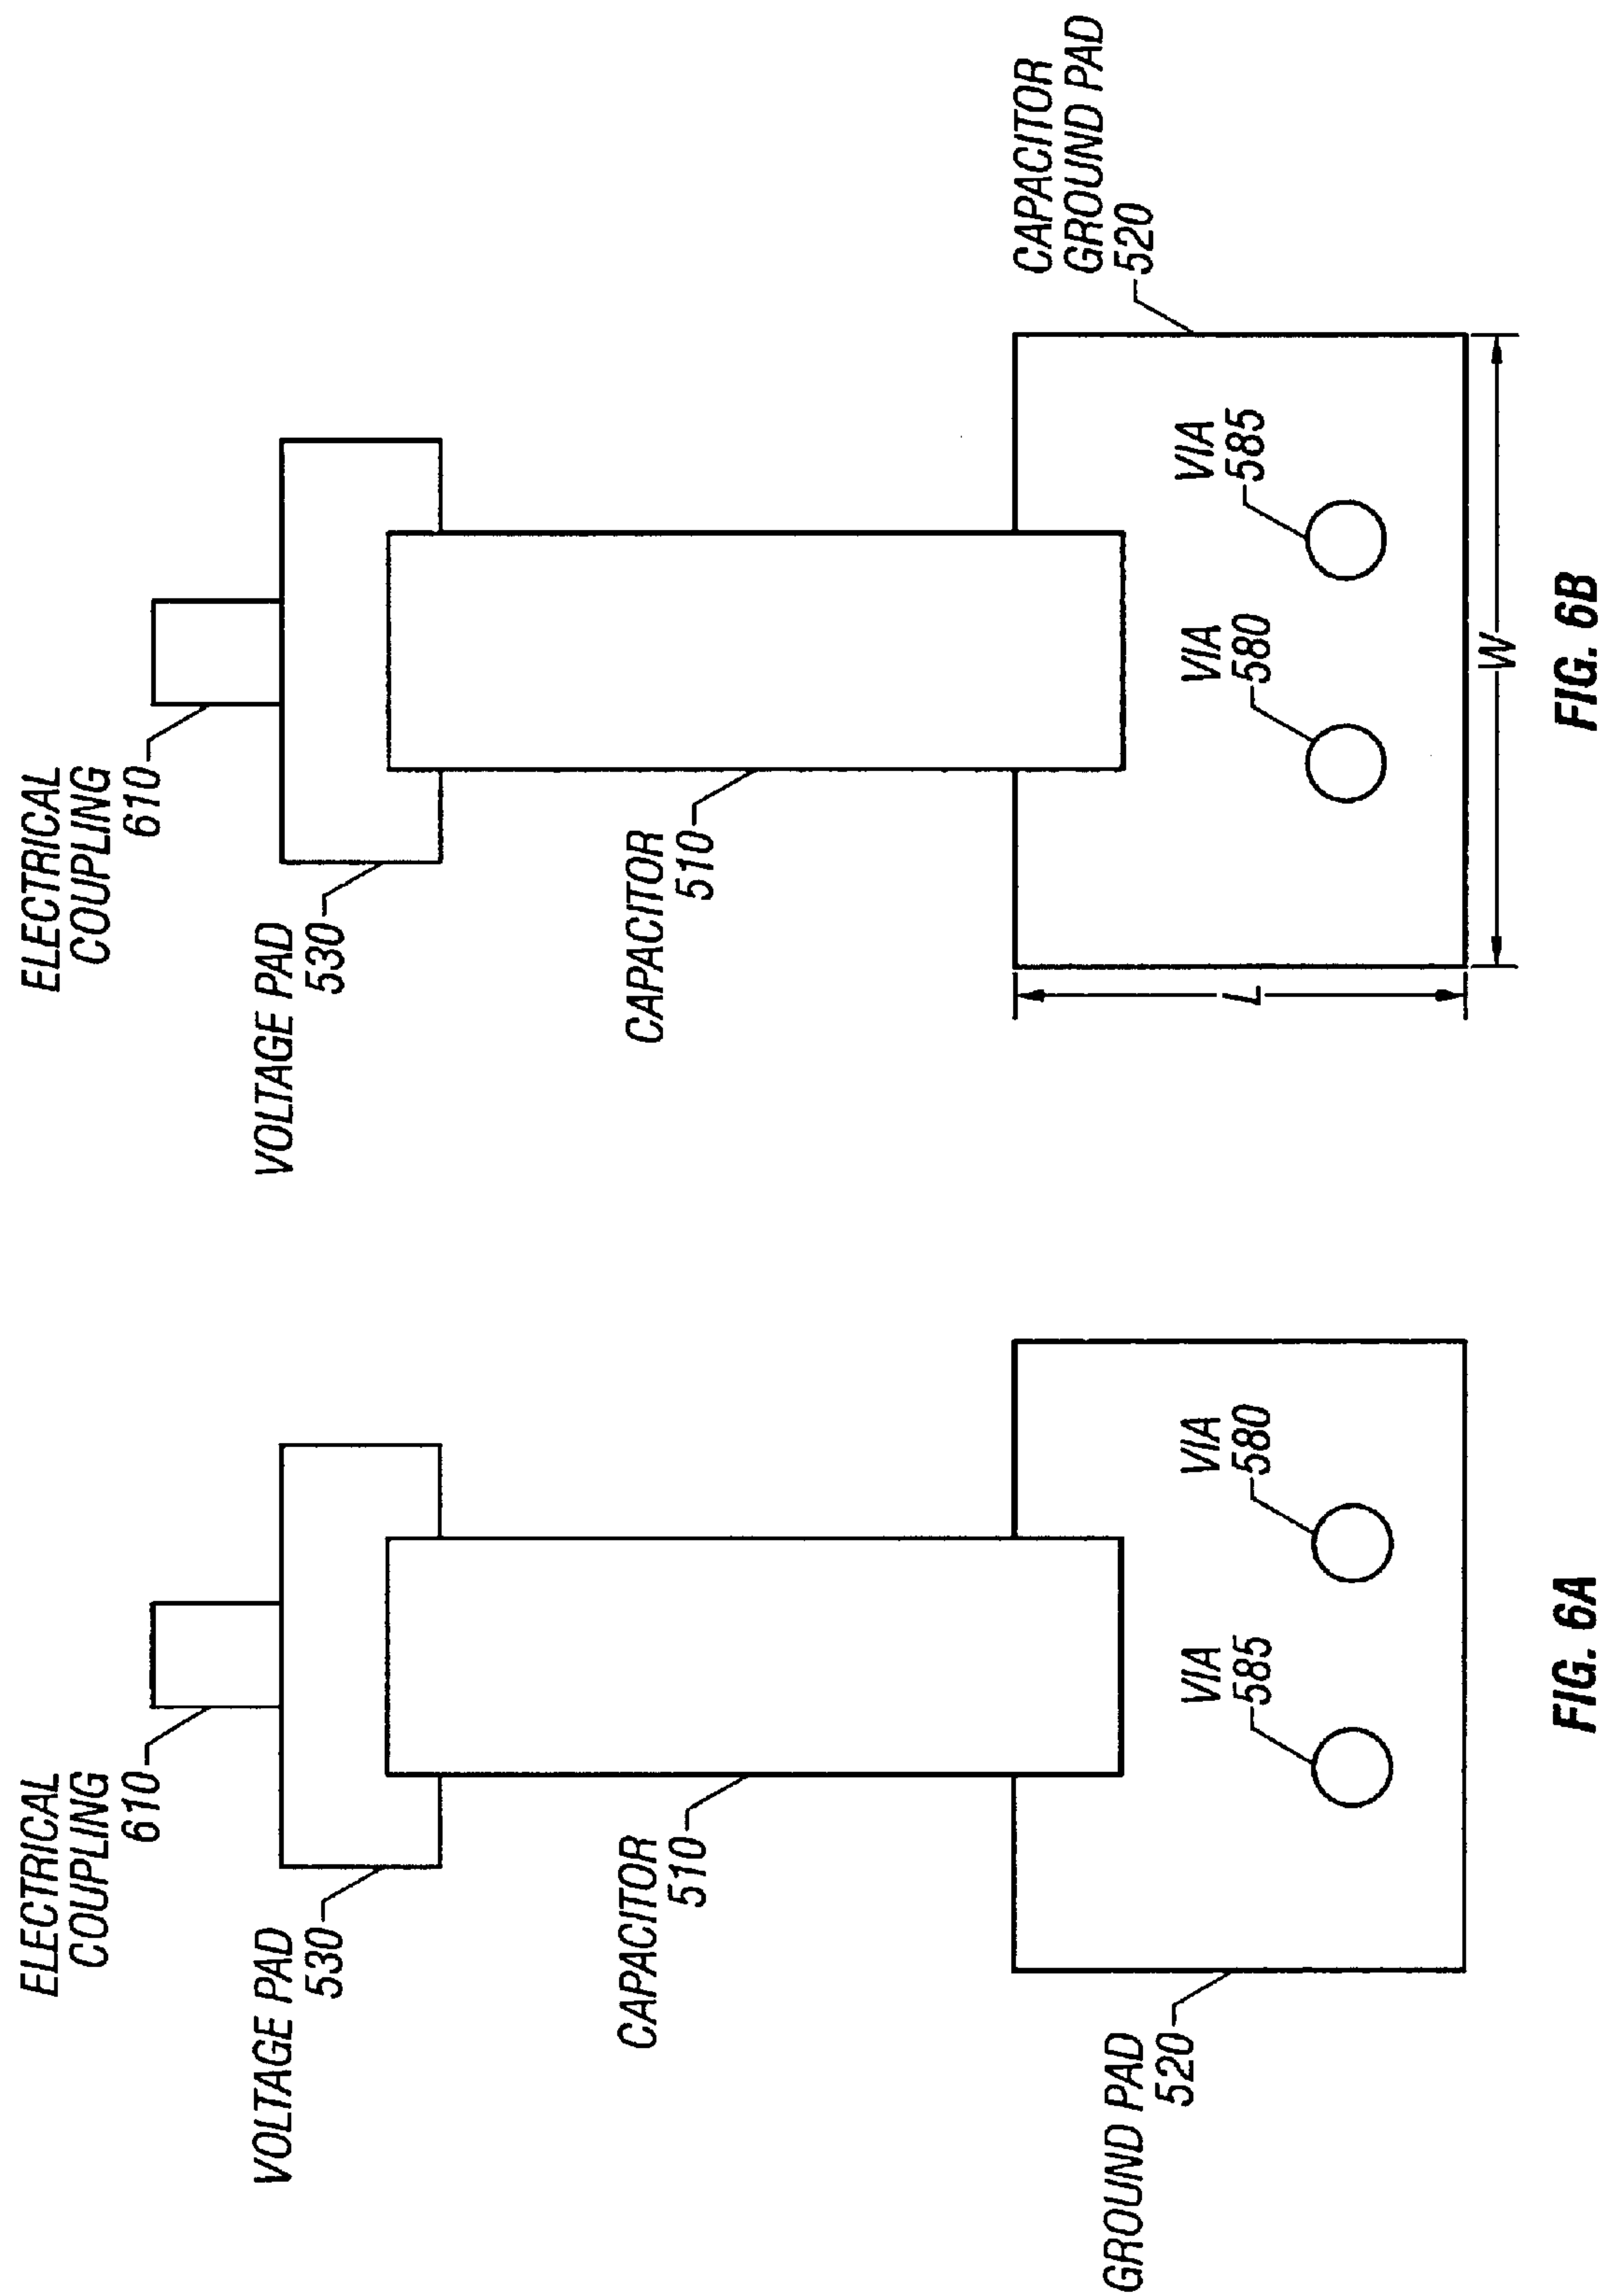 ELECTRICAL
COUPLING
610
VOLTAGE PAD
530
CAPACITOR
510
GROUND PAD
520
VIA
585
VIA
580
FIG. 6A
ELECTRICAL
COUPLING
610
VOLTAGE PAD
530
CAPACITOR
510
CAPACITOR
GROUND PAD
520
VIA
580
VIA
585
L
W
FIG. 6B